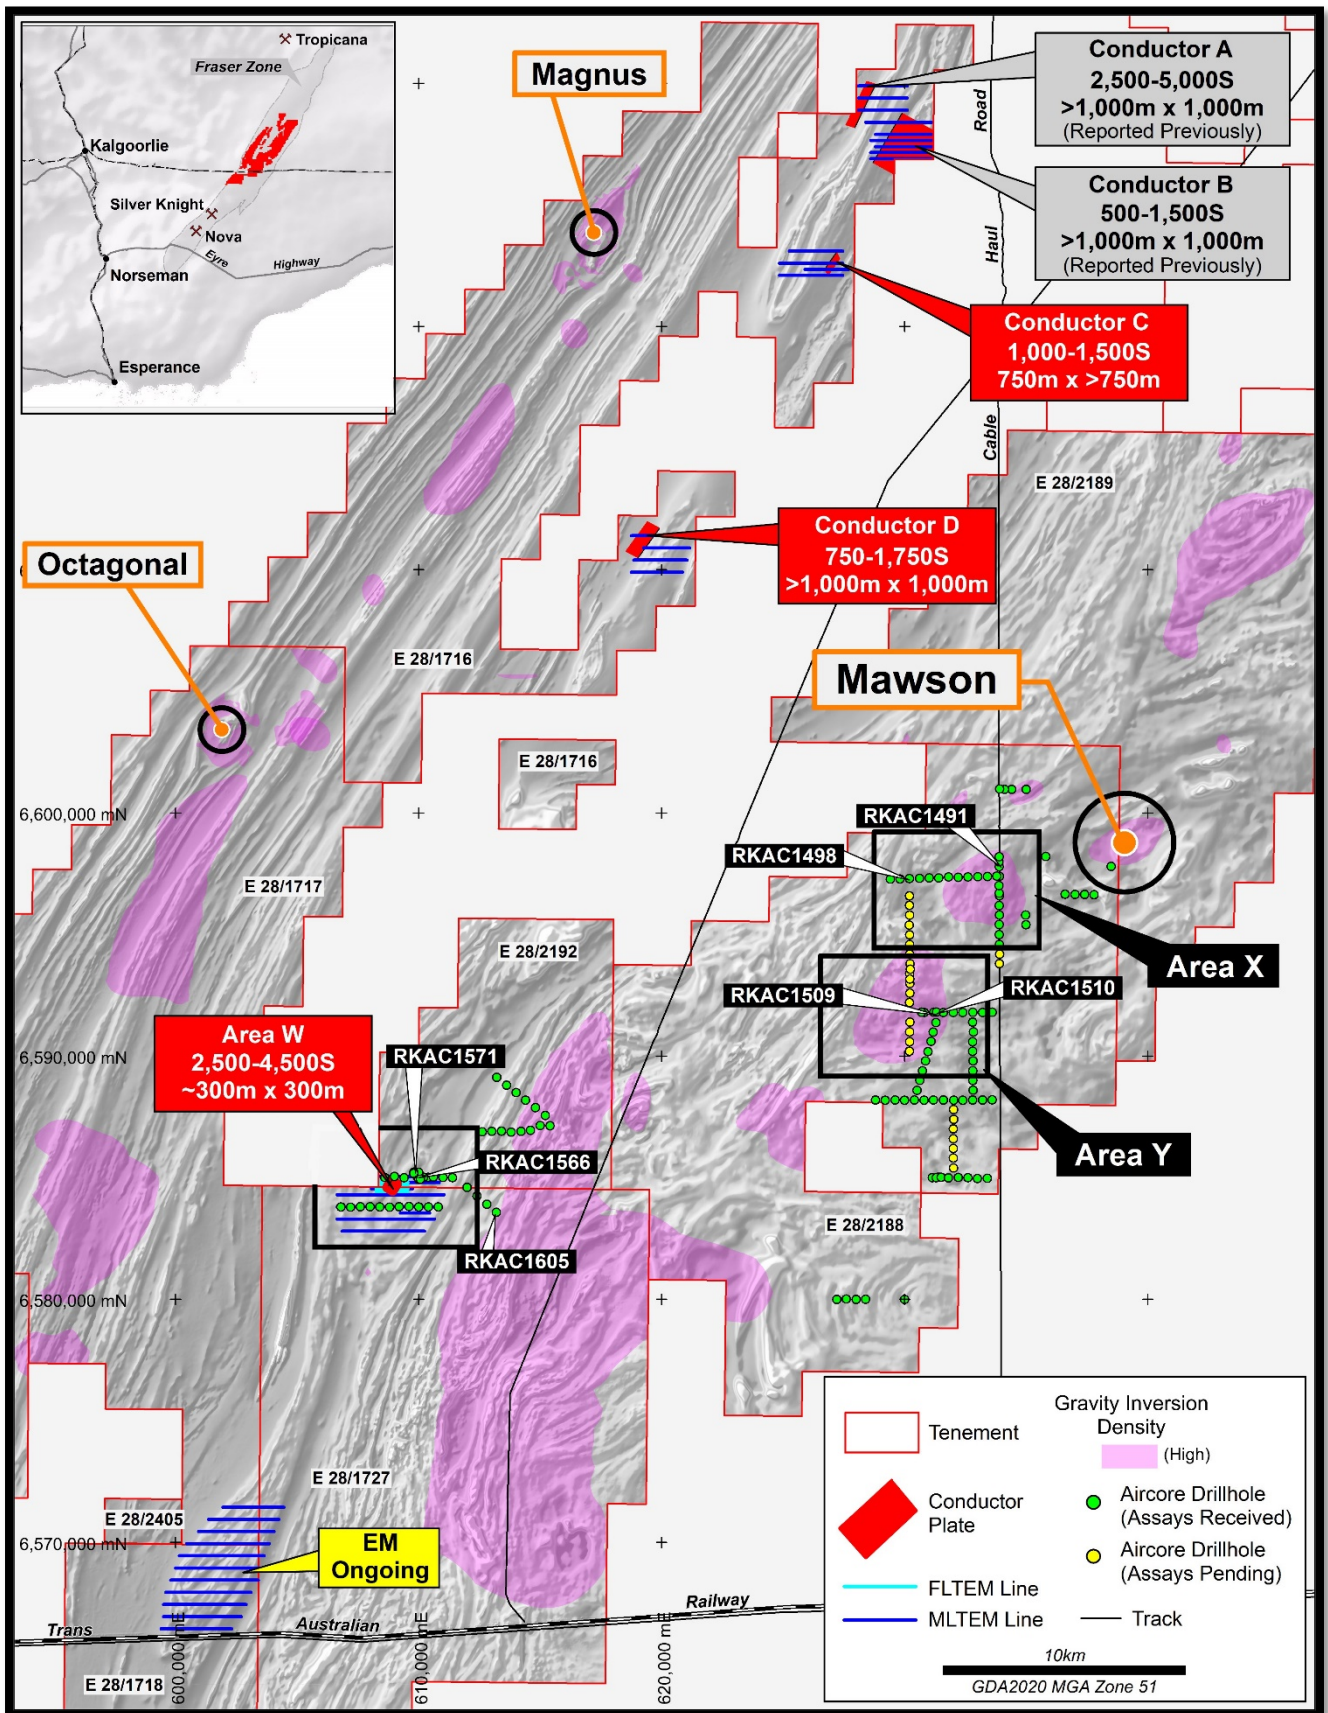 Tropicana
Fraser Zone
Kalgoorlie
Silver Knight
Nova
Eyre
Highway
Norseman
Esperance
Magnus
Conductor A
2,500-5,000S
>1,000m x 1,000m
(Reported Previously)
Conductor B
500-1,500S
>1,000m x 1,000m
(Reported Previously)
Road
Haul
Cable
Conductor C
1,000-1,500S
750m x >750m
E 28/2189
Conductor D
750-1,750S
>1,000m x 1,000m
Octagonal
E 28/1716
Mawson
E 28/1716
6,600,000 mN
RKAC1491
RKAC1498
E 28/1717
E 28/2192
Area X
RKAC1509
RKAC1510
Area W
2,500-4,500S
~300m x 300m
6,590,000 mN
RKAC1571
RKAC1566
Area Y
E 28/2188
RKAC1605
6,580,000 mN
E 28/1727
E 28/2405
6,570,000 mN
EM
Ongoing
Trans
Australian
Railway
E 28/1718
600,000 mE
610,000 mE
620,000 mE
Tenement
Gravity Inversion
Density
(High)
Conductor
Plate
Aircore Drillhole
(Assays Received)
Aircore Drillhole
(Assays Pending)
FLTEM Line
MLTEM Line
Track
10km
GDA2020 MGA Zone 51